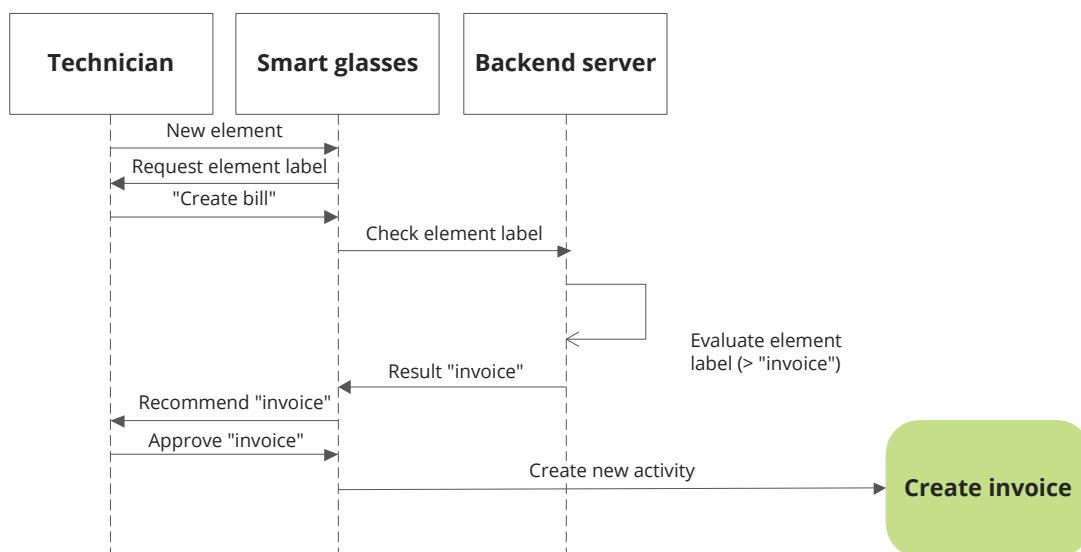 Technician
Smart glasses
Backend server
New element
Request element label
"Create bill"
Check element label
Evaluate element
label (> "invoice")
Result "invoice"
Recommend "invoice"
Approve "invoice"
Create new activity
Create invoice